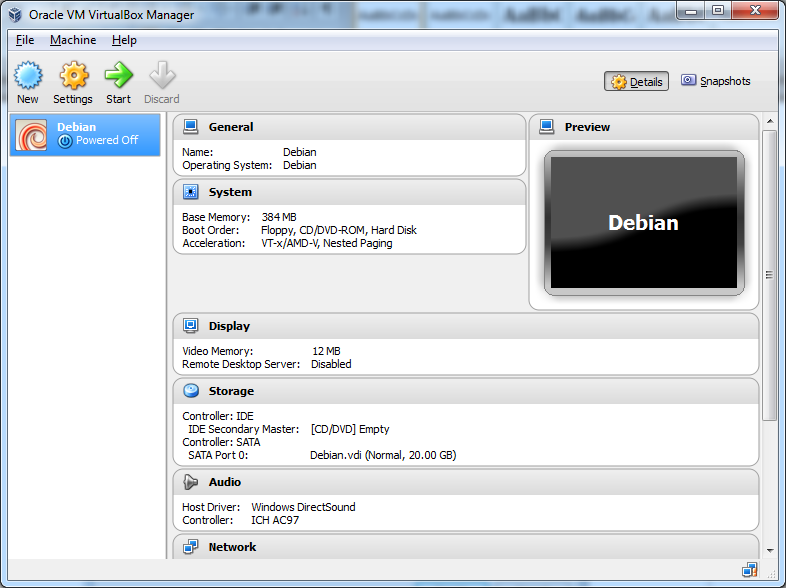 Oracle VM VirtualBox Manager
File Machine Help
New Settings Start Discard
Details Snapshots
Debian
Powered Off
General
Name: Debian
Operating System: Debian
System
Base Memory: 384 MB
Boot Order: Floppy, CD/DVD-ROM, Hard Disk
Acceleration: VT-x/AMD-V, Nested Paging
Preview
Debian
Display
Video Memory: 12 MB
Remote Desktop Server: Disabled
Storage
Controller: IDE
IDE Secondary Master: [CD/DVD] Empty
Controller: SATA
SATA Port 0: Debian.vdi (Normal, 20.00 GB)
Audio
Host Driver: Windows DirectSound
Controller: ICH AC97
Network